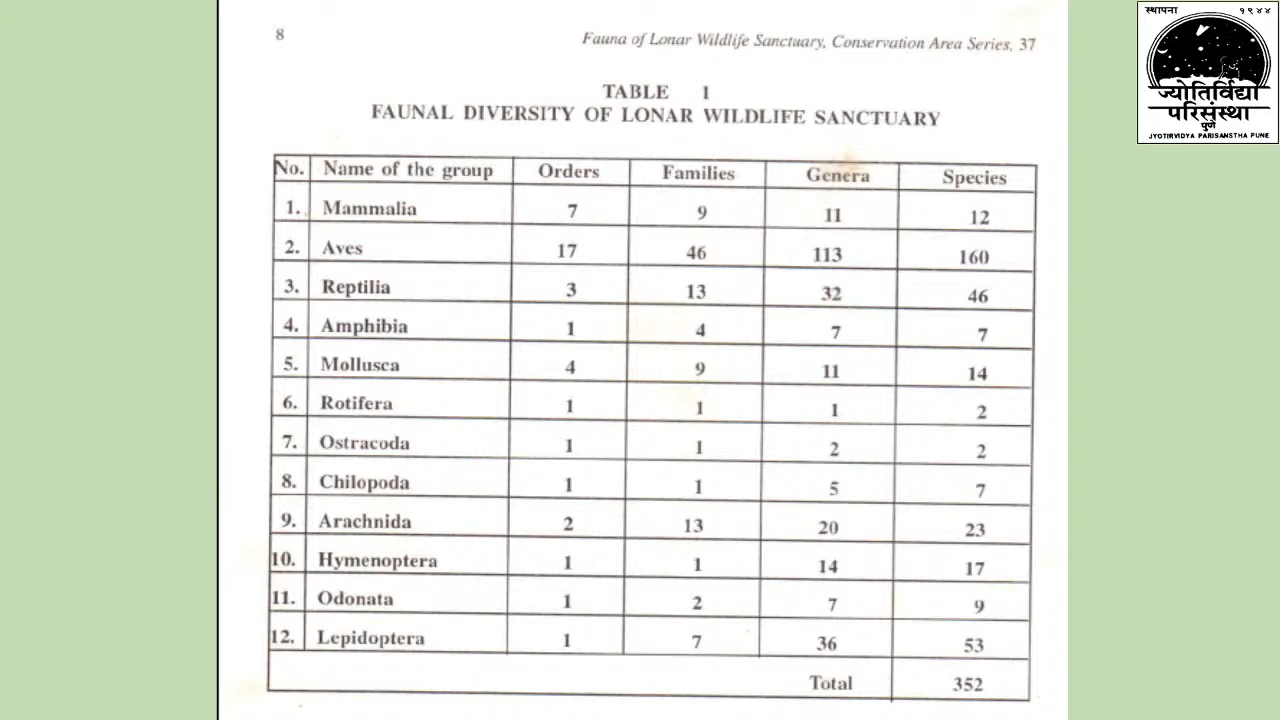 8
Fauna of Lonar Wildlife Sanctuary, Conservation Area Series, 37
स्थापना १९४४
ज्योतिर्विद्या
परिसंस्था
पुणे
JYOTIRVIDYA PARISANSTHA PUNE
TABLE 1
FAUNAL DIVERSITY OF LONAR WILDLIFE SANCTUARY
No. Name of the group Orders Families Genera Species
1. Mammalia 7 9 11 12
2. Aves 17 46 113 160
3. Reptilia 3 13 32 46
4. Amphibia 1 4 7 7
5. Mollusca 4 9 11 14
6. Rotifera 1 1 1 2
7. Ostracoda 1 1 2 2
8. Chilopoda 1 1 5 7
9. Arachnida 2 13 20 23
10. Hymenoptera 1 1 14 17
11. Odonata 1 2 7 9
12. Lepidoptera 1 7 36 53
Total 352